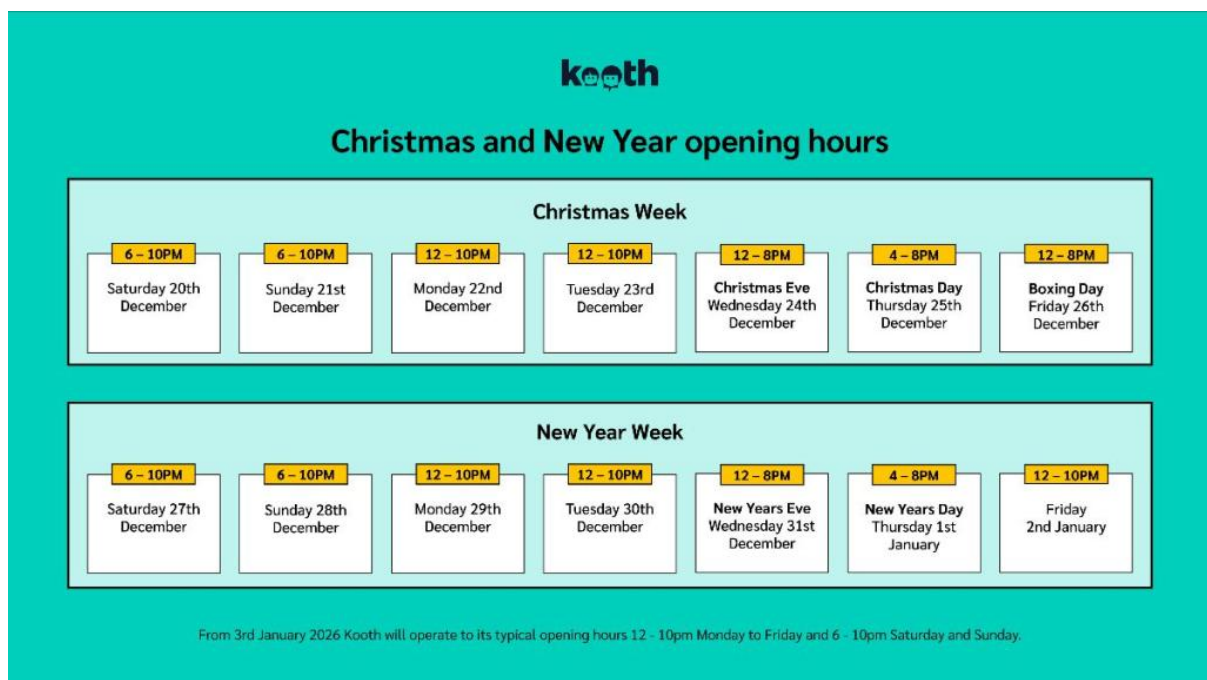 kooth
Christmas and New Year opening hours
Christmas Week
6 – 10PM
Saturday 20th
December
6 – 10PM
Sunday 21st
December
12 – 10PM
Monday 22nd
December
12 – 10PM
Tuesday 23rd
December
12 – 8PM
Christmas Eve
Wednesday 24th
December
4 – 8PM
Christmas Day
Thursday 25th
December
12 – 8PM
Boxing Day
Friday 26th
December
New Year Week
6 – 10PM
Saturday 27th
December
6 – 10PM
Sunday 28th
December
12 – 10PM
Monday 29th
December
12 – 10PM
Tuesday 30th
December
12 – 8PM
New Years Eve
Wednesday 31st
December
4 – 8PM
New Years Day
Thursday 1st
January
12 – 10PM
Friday
2nd January
From 3rd January 2026 Kooth will operate to its typical opening hours 12 - 10pm Monday to Friday and 6 - 10pm Saturday and Sunday.